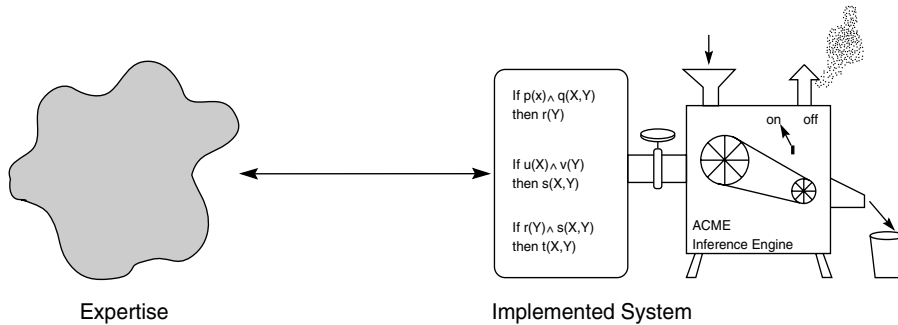 If p(x)∧ q(X,Y)
then r(Y)
If u(X)∧ v(Y)
then s(X,Y)
If r(Y)∧ s(X,Y)
then t(X,Y)
on off
ACME
Inference Engine
Expertise
Implemented System